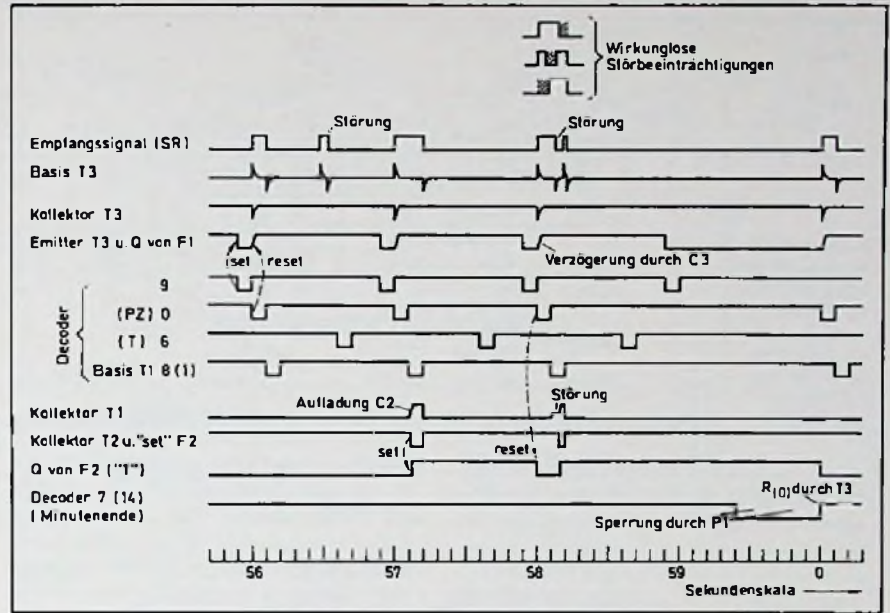 Wirkunglose
Störbeeinträchtigungen
Störung
Störung
Empfangssignal (SR)
Basis T3
Kollektor T3
Emitter T3 u. Q von F1
set
reset
Verzögerung durch C3
Decoder
9
(PZ) 0
(T) 6
Basis T1 8 (1)
Kollektor T1
Aufladung C2
Störung
Kollektor T2 u. "set" F2
set
reset
Q von F2 ("1")
Decoder 7 (14)
(Minutenende)
R(0) durch T3
Sperrung durch P1
56
57
58
59
0
Sekundenskala